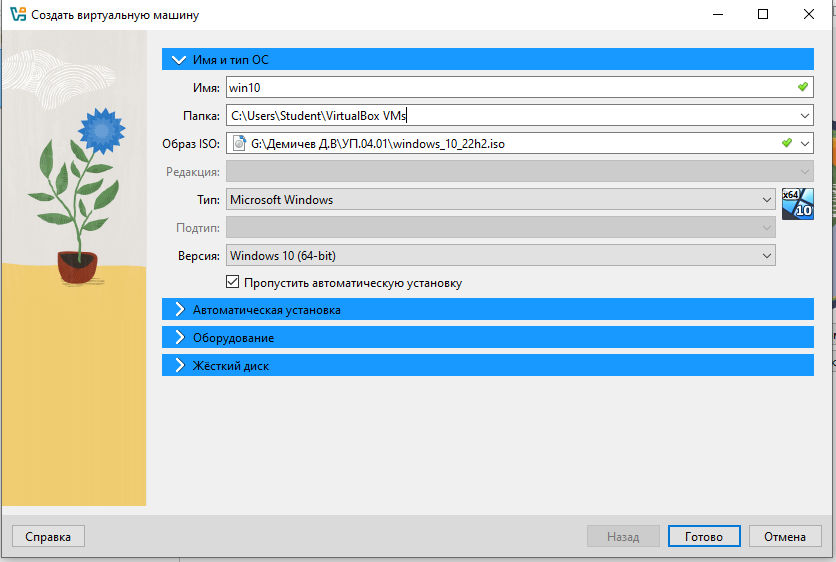 Создать виртуальную машину
Имя и тип ОС
Имя: win10
Папка: C:\Users\Student\VirtualBox VMs
Образ ISO: G:\Демичев Д.В\УП.04.01\windows_10_22h2.iso
Редакция:
Тип: Microsoft Windows
x64
10
Подтип:
Версия: Windows 10 (64-bit)
Пропустить автоматическую установку
Автоматическая установка
Оборудование
Жёсткий диск
Справка Назад Готово Отмена